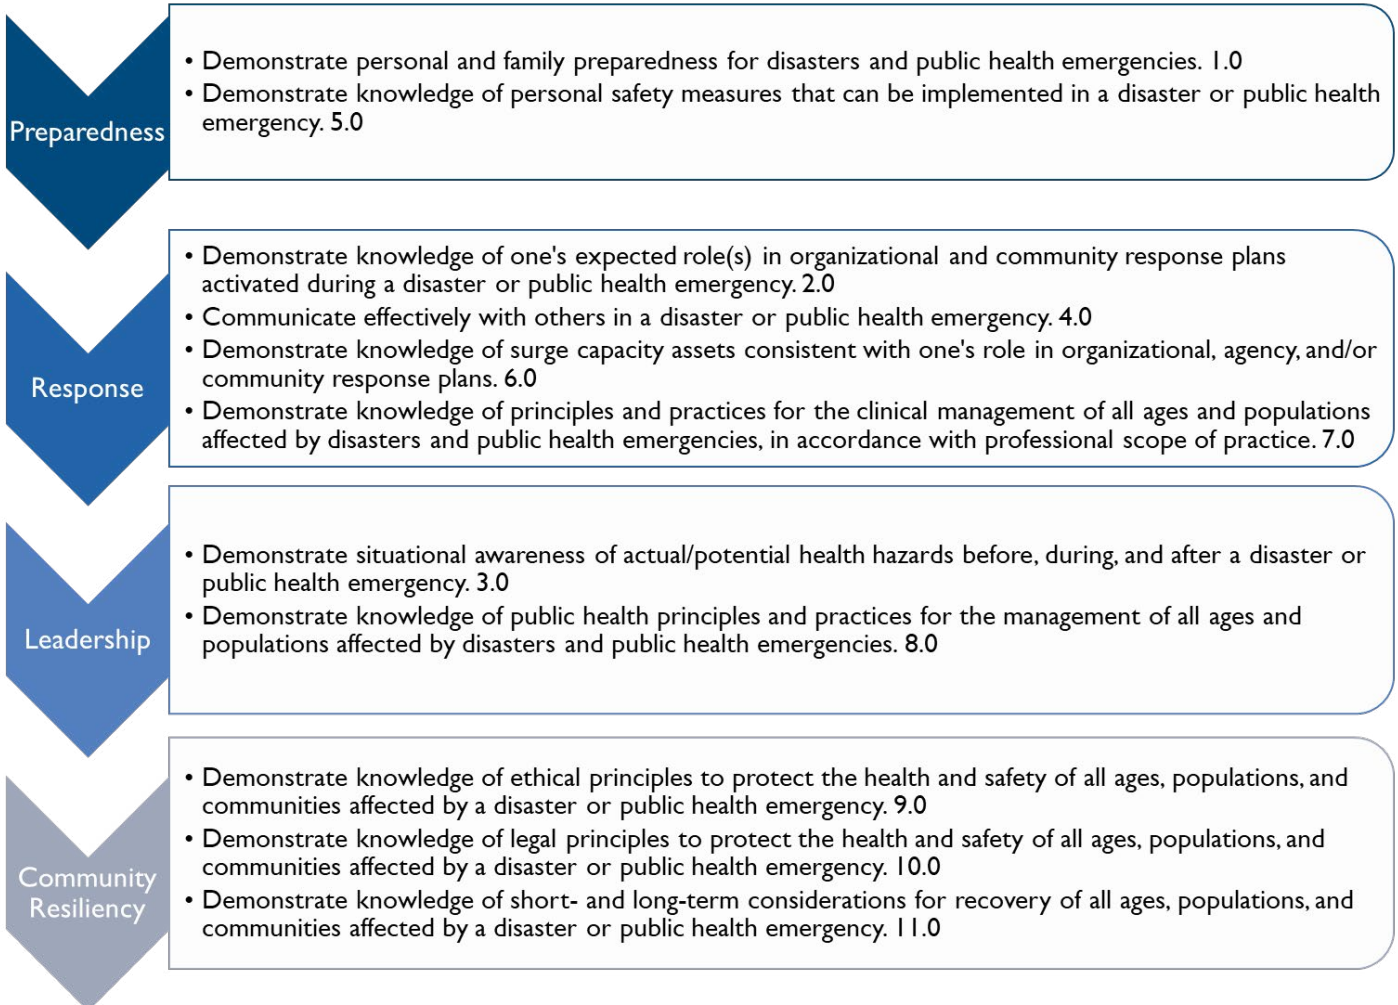 Preparedness
• Demonstrate personal and family preparedness for disasters and public health emergencies. 1.0
• Demonstrate knowledge of personal safety measures that can be implemented in a disaster or public health
emergency. 5.0
Response
• Demonstrate knowledge of one's expected role(s) in organizational and community response plans
activated during a disaster or public health emergency. 2.0
• Communicate effectively with others in a disaster or public health emergency. 4.0
• Demonstrate knowledge of surge capacity assets consistent with one's role in organizational, agency, and/or
community response plans. 6.0
• Demonstrate knowledge of principles and practices for the clinical management of all ages and populations
affected by disasters and public health emergencies, in accordance with professional scope of practice. 7.0
Leadership
• Demonstrate situational awareness of actual/potential health hazards before, during, and after a disaster or
public health emergency. 3.0
• Demonstrate knowledge of public health principles and practices for the management of all ages and
populations affected by disasters and public health emergencies. 8.0
Community
Resiliency
• Demonstrate knowledge of ethical principles to protect the health and safety of all ages, populations, and
communities affected by a disaster or public health emergency. 9.0
• Demonstrate knowledge of legal principles to protect the health and safety of all ages, populations, and
communities affected by a disaster or public health emergency. 10.0
• Demonstrate knowledge of short- and long-term considerations for recovery of all ages, populations, and
communities affected by a disaster or public health emergency. 11.0